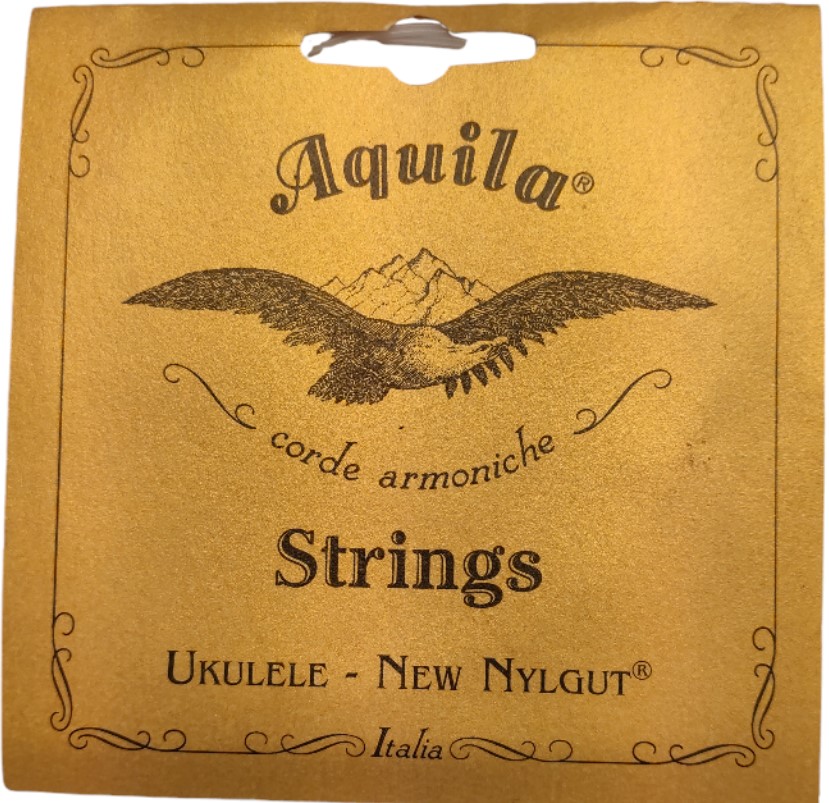 Aquila®
corde armoniche
Strings
UKULELE - NEW NYLGUT®
Italia